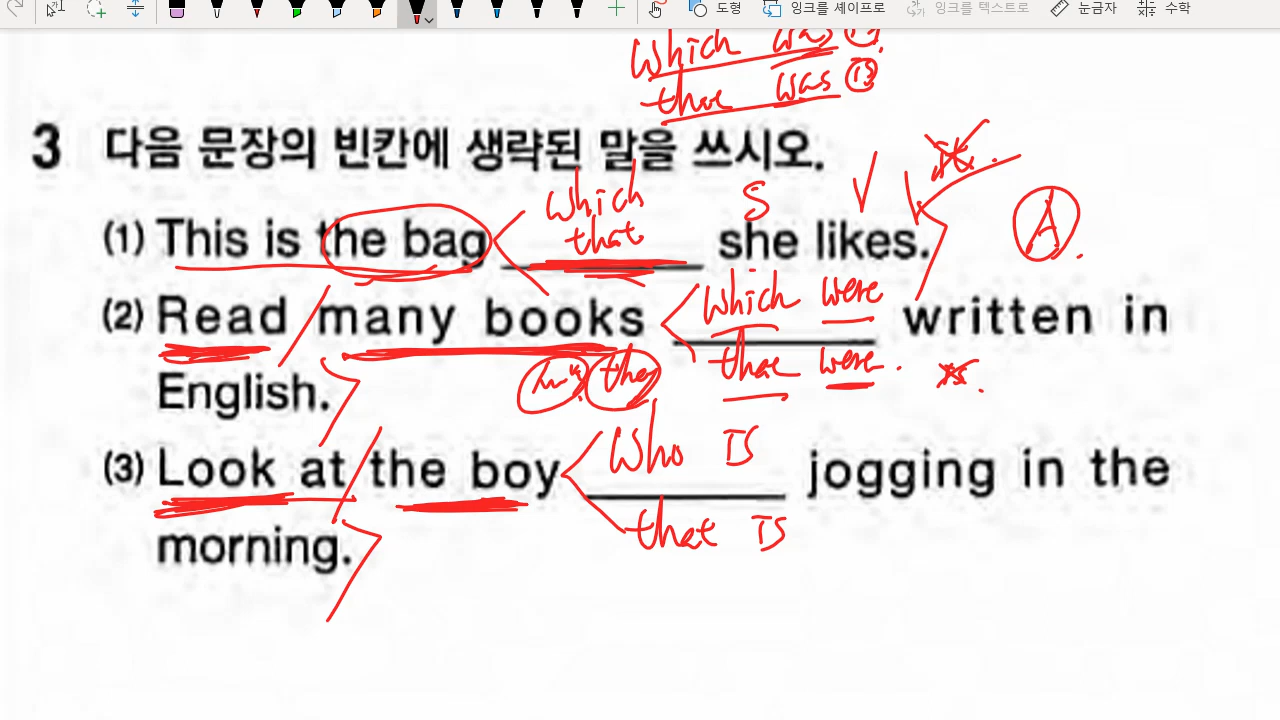 도형 잉크를 셰이프로 잉크를 텍스트로 눈금자 수학
which was
that was is
3 다음 문장의 빈칸에 생략된 말을 쓰시오.
which
that
S
it.
(1) This is the bag she likes.
A.
(2) Read many books which were written in
that were.
English.
(3) Look at the boy who is jogging in the
that is
morning.